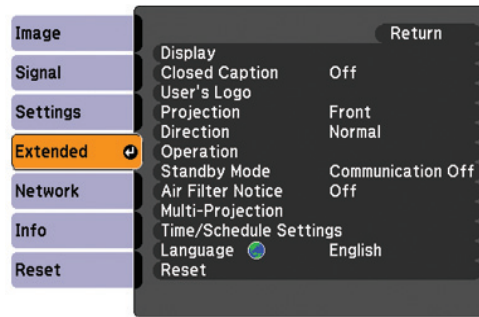 Image
Signal
Settings
Extended
Network
Info
Reset
Return
Display
Closed Caption Off
User's Logo
Projection Front
Direction Normal
Operation
Standby Mode Communication Off
Air Filter Notice Off
Multi-Projection
Time/Schedule Settings
Language English
Reset